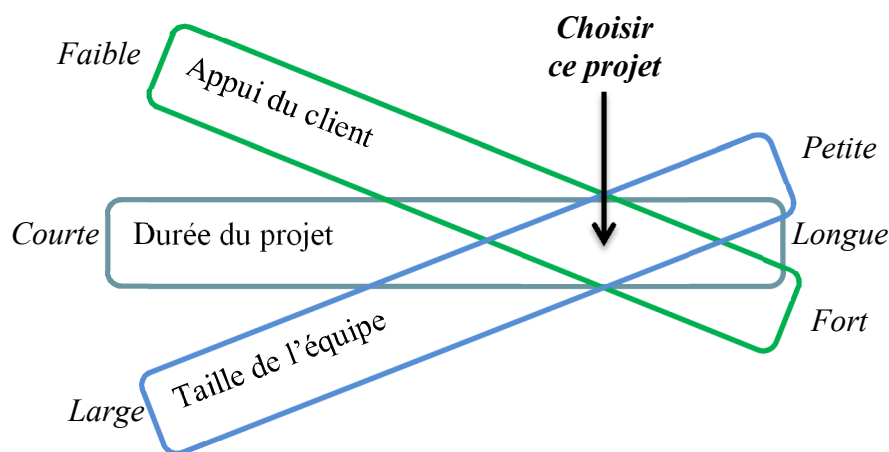 Choisir
ce projet
Faible
Appui du client
Petite
Courte
Durée du projet
Longue
Fort
Taille de l’équipe
Large